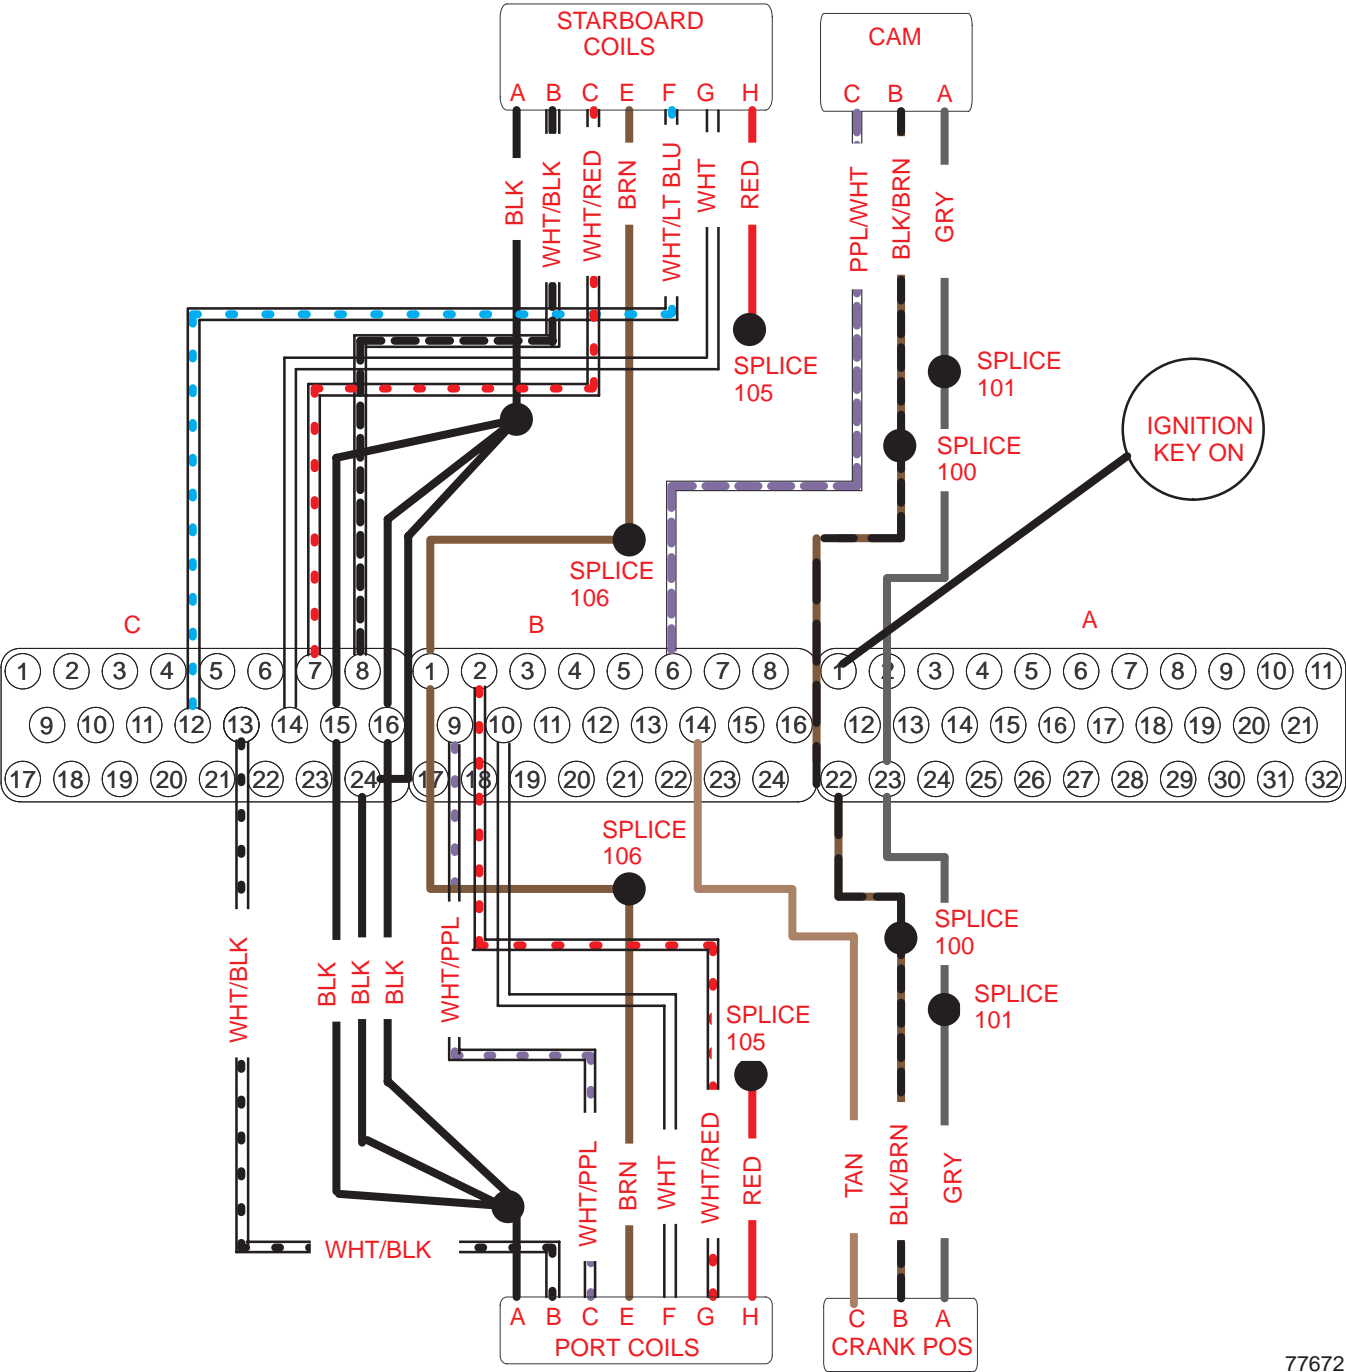 STARBOARD
COILS
CAM
A B C E F G H
C B A
BLK
WHT/BLK
WHT/RED
BRN
WHT/LT BLU
WHT
RED
PPL/WHT
BLK/BRN
GRY
SPLICE
105
SPLICE
101
SPLICE
100
IGNITION
KEY ON
SPLICE
106
C
B
A
1 2 3 4 5 6 7 8
1 2 3 4 5 6 7 8
1 2 3 4 5 6 7 8 9 10 11
9 10 11 12 13 14 15 16
9 10 11 12 13 14 15 16
12 13 14 15 16 17 18 19 20 21
17 18 19 20 21 22 23 24
17 18 19 20 21 22 23 24
22 23 24 25 26 27 28 29 30 31 32
SPLICE
106
SPLICE
100
SPLICE
101
SPLICE
105
WHT/BLK
BLK
BLK
BLK
WHT/PPL
WHT/PPL
BRN
WHT
WHT/RED
RED
TAN
BLK/BRN
GRY
WHT/BLK
A B C E F G H
PORT COILS
C B A
CRANK POS
77672